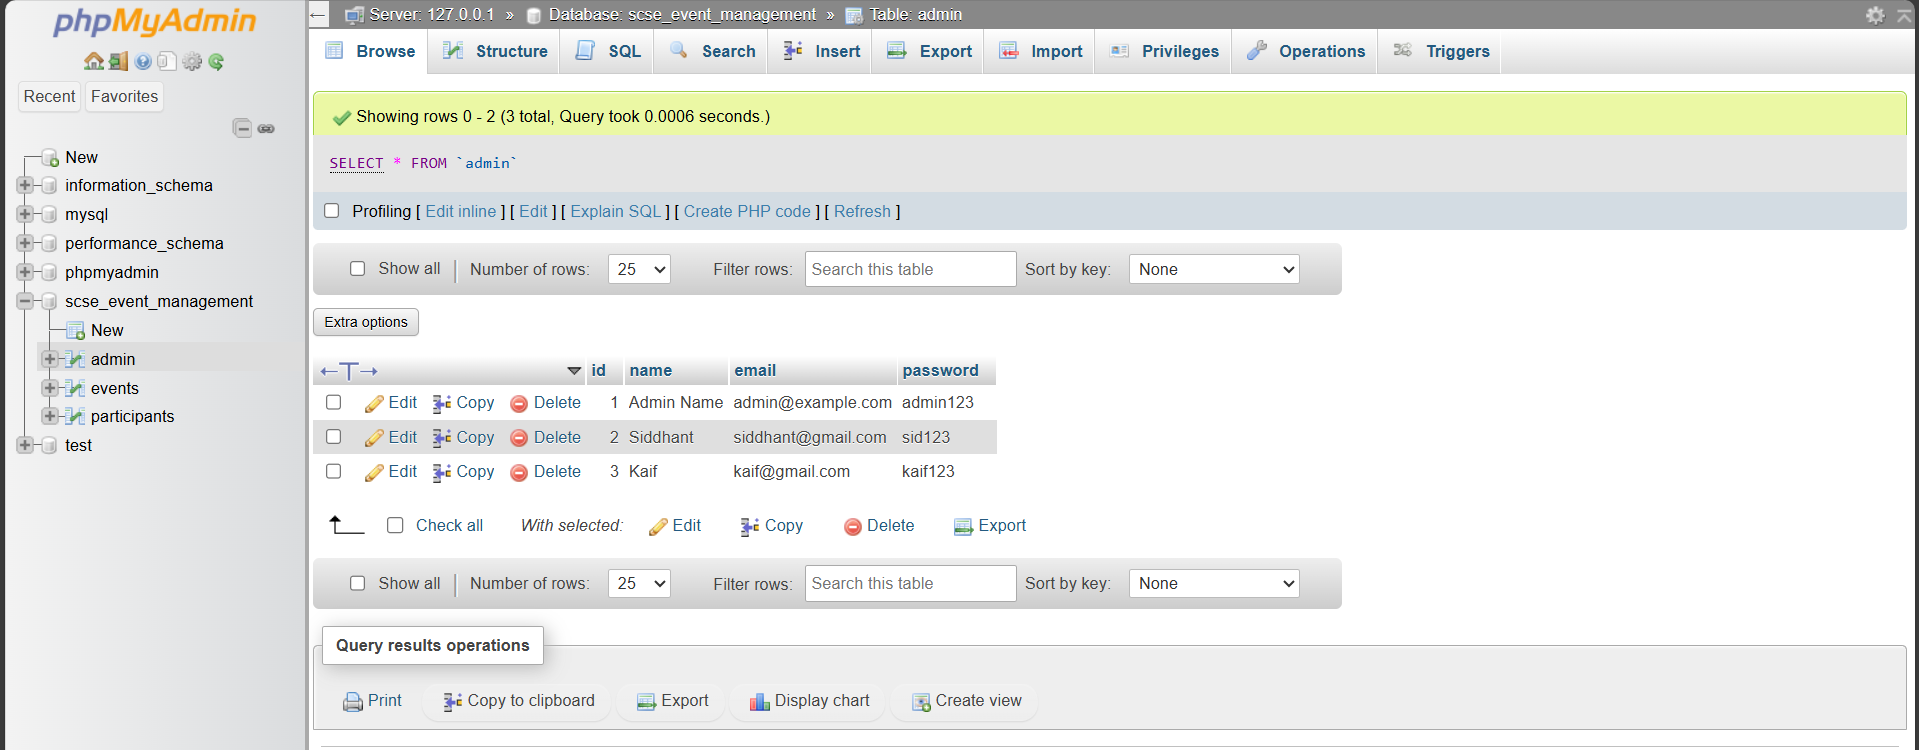 phpMyAdmin
Recent Favorites
New
information_schema
mysql
performance_schema
phpmyadmin
scse_event_management
New
admin
events
participants
test
Server: 127.0.0.1 » Database: scse_event_management » Table: admin
Browse Structure SQL Search Insert Export Import Privileges Operations Triggers
Showing rows 0 - 2 (3 total, Query took 0.0006 seconds.)
SELECT * FROM `admin`
Profiling [ Edit inline ] [ Edit ] [ Explain SQL ] [ Create PHP code ] [ Refresh ]
Show all | Number of rows: 25 Filter rows: Search this table Sort by key: None
Extra options
id name email password
Edit Copy Delete 1 Admin Name admin@example.com admin123
Edit Copy Delete 2 Siddhant siddhant@gmail.com sid123
Edit Copy Delete 3 Kaif kaif@gmail.com kaif123
Check all With selected: Edit Copy Delete Export
Show all | Number of rows: 25 Filter rows: Search this table Sort by key: None
Query results operations
Print Copy to clipboard Export Display chart Create view